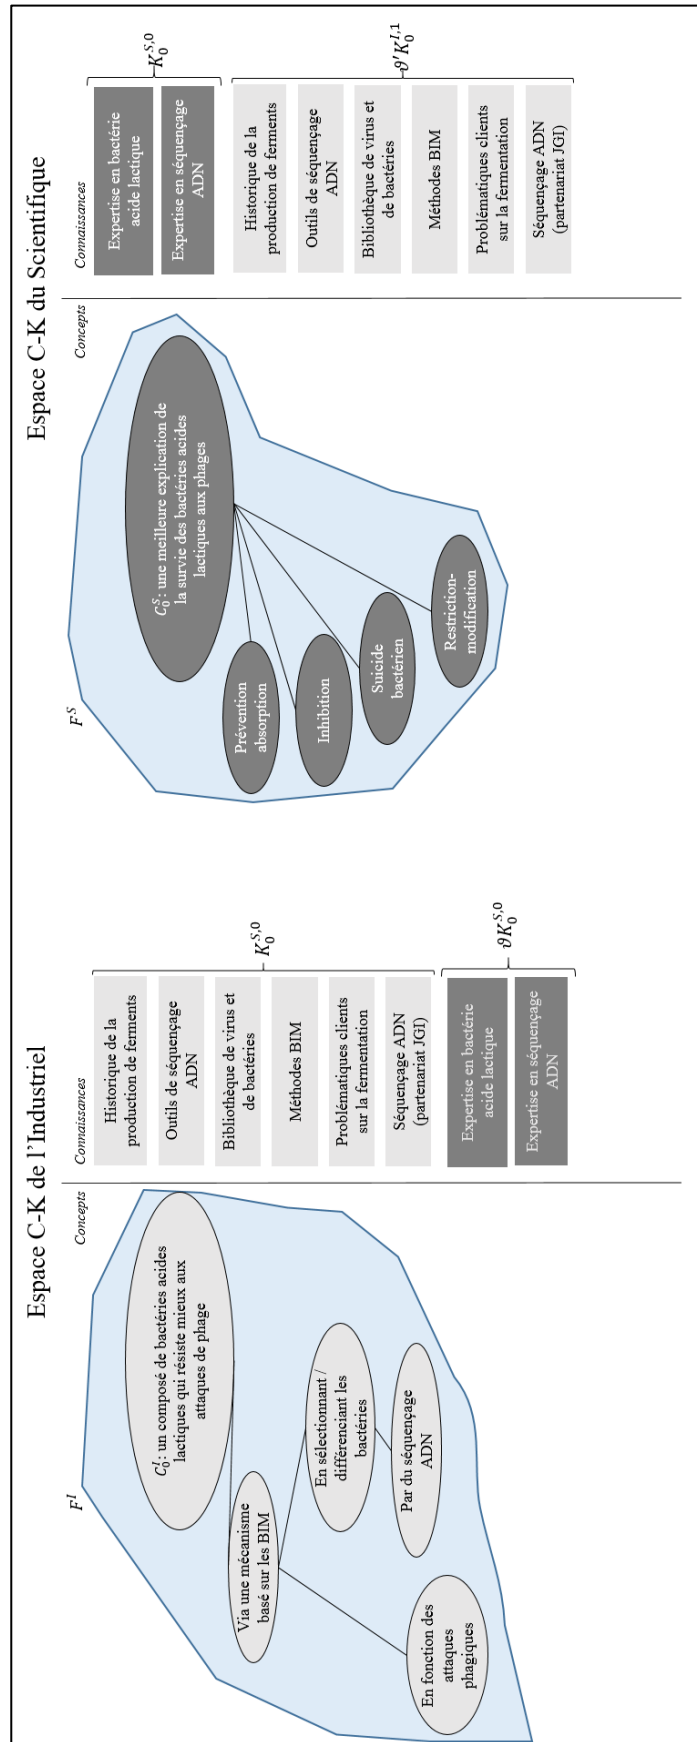 Espace C-K de l’Industriel
Concepts
Connaissances
F^I
C_0^I: un composé de bactéries acides
lactiques qui résiste mieux aux
attaques de phage
Via une mécanisme
basé sur les BIM
En sélectionnant /
différenciant les
bactéries
Par du séquençage
ADN
En fonction des
attaques
phagiques
Historique de la
production de ferments
Outils de séquençage
ADN
Bibliothèque de virus et
de bactéries
Méthodes BIM
Problématiques clients
sur la fermentation
Séquençage ADN
(partenariat JGI)
K_0^{S,0}
Expertise en bactérie
acide lactique
Expertise en séquençage
ADN
ϑK_0^{S,0}
Espace C-K du Scientifique
Concepts
Connaissances
F^S
C_0^S: une meilleure explication de
la survie des bactéries acides
lactiques aux phages
Prévention
absorption
Inhibition
Suicide
bactérien
Restriction-
modification
Expertise en bactérie
acide lactique
Expertise en séquençage
ADN
K_0^{S,0}
Historique de la
production de ferments
Outils de séquençage
ADN
Bibliothèque de virus et
de bactéries
Méthodes BIM
Problématiques clients
sur la fermentation
Séquençage ADN
(partenariat JGI)
ϑ'K_0^{I,1}